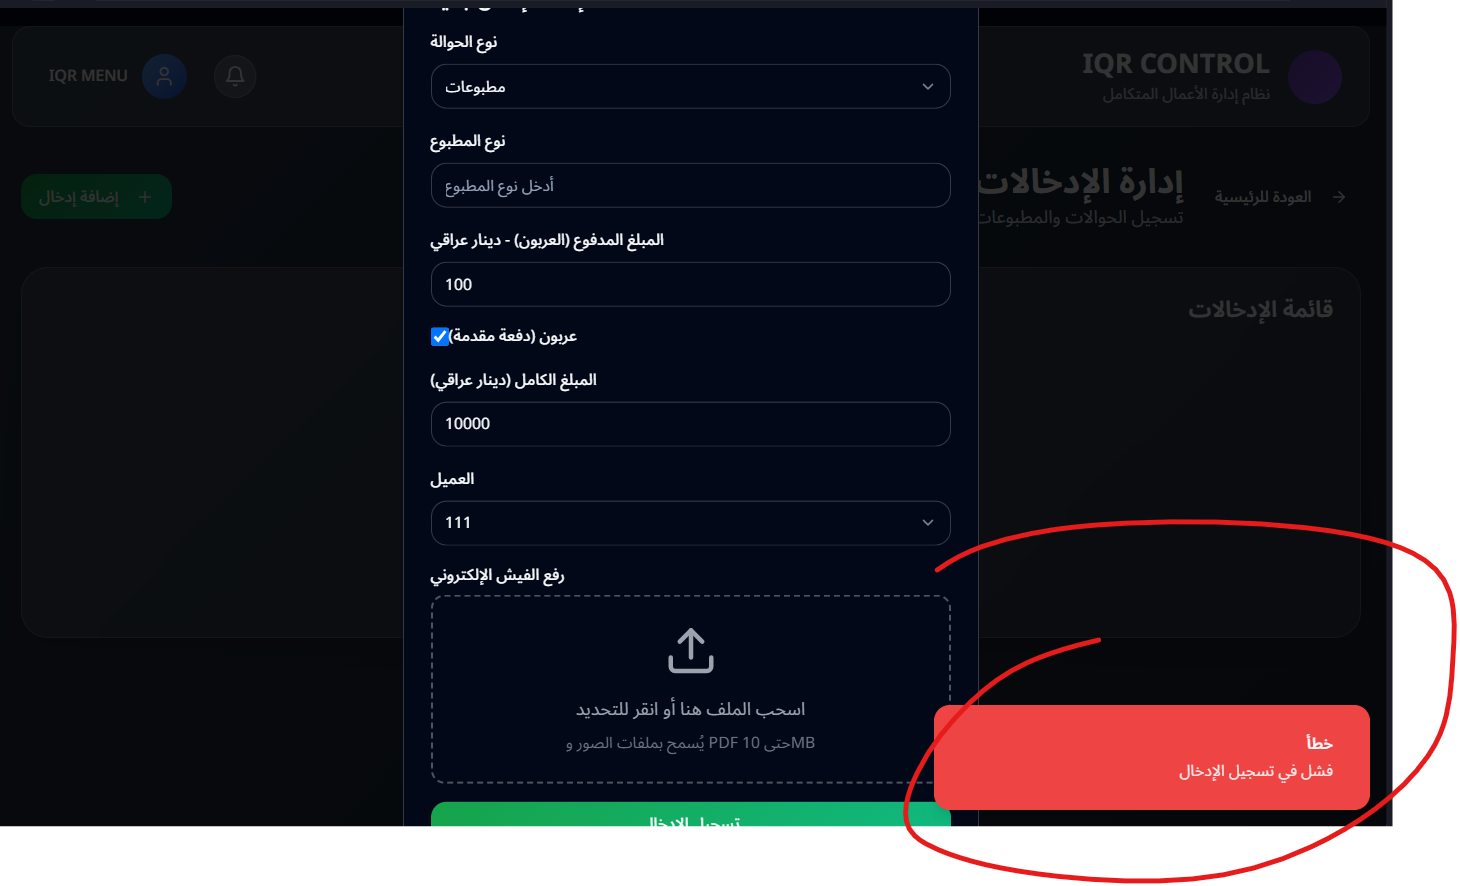 IQR CONTROL
نظام إدارة الأعمال المتكامل
IQR MENU
إدارة الإدخالات
تسجيل الحوالات والمطبوعات
العودة للرئيسية
إضافة إدخال
قائمة الإدخالات
نوع الحوالة
مطبوعات
نوع المطبوع
أدخل نوع المطبوع
المبلغ المدفوع (العربون) - دينار عراقي
100
عربون (دفعة مقدمة)
المبلغ الكامل (دينار عراقي)
10000
العميل
111
رفع الفيش الإلكتروني
اسحب الملف هنا أو انقر للتحديد
يُسمح بملفات الصور و PDF حتى 10MB
تسجيل الإدخال
خطأ
فشل في تسجيل الإدخال